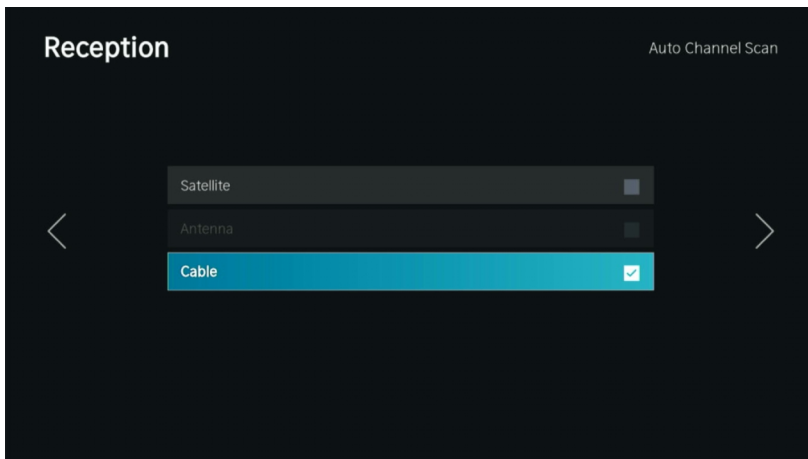 Reception
Auto Channel Scan
Satellite
Antenna
Cable